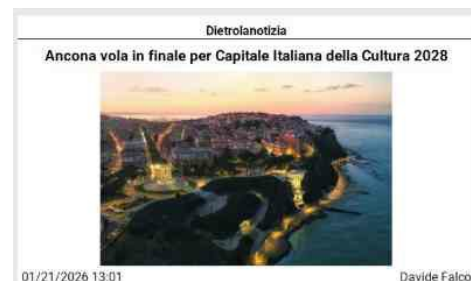 Dietrolanotizia
Ancona vola in finale per Capitale Italiana della Cultura 2028
01/21/2026 13:01
Davide Falco